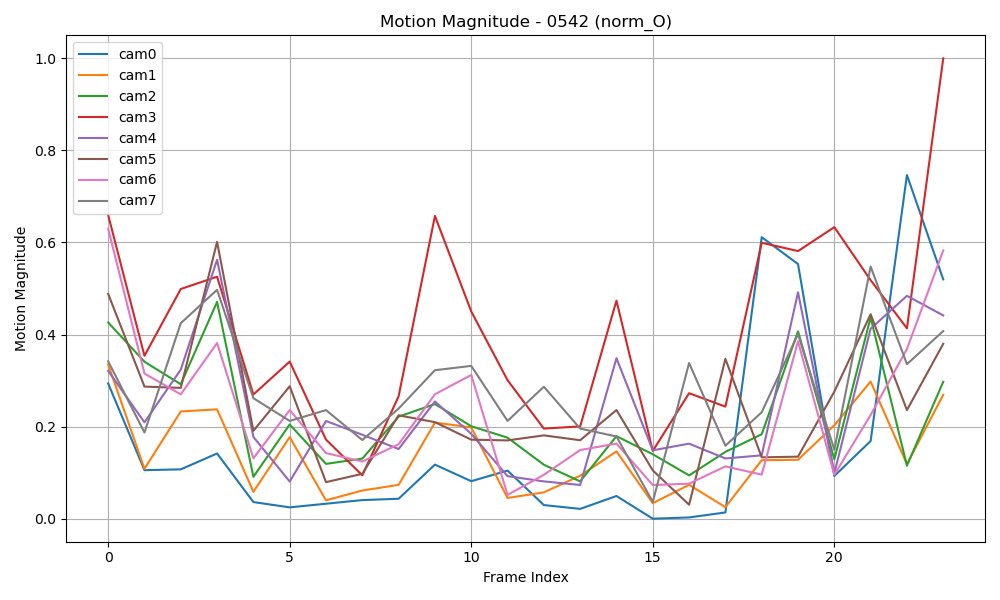 Motion Magnitude - 0542 (norm_O)
cam0
cam1
cam2
cam3
cam4
cam5
cam6
cam7
Motion Magnitude
1.0
0.8
0.6
0.4
0.2
0.0
0 5 10 15 20
Frame Index